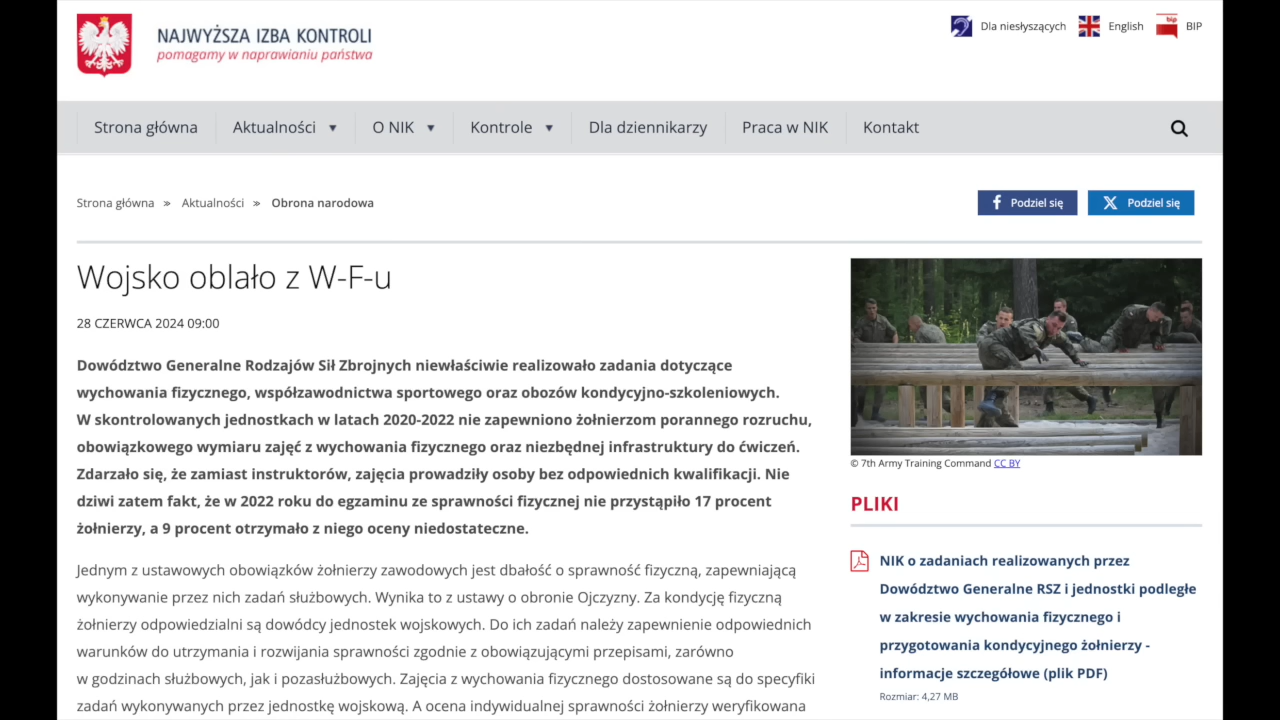 NAJWYŻSZA IZBA KONTROLI
pomagamy w naprawianiu państwa
Dla niesłyszących
English
bip
BIP
Strona główna
Aktualności
O NIK
Kontrole
Dla dziennikarzy
Praca w NIK
Kontakt
Strona główna » Aktualności » Obrona narodowa
Podziel się
Podziel się
Wojsko oblało z W-F-u
28 CZERWCA 2024 09:00
Dowództwo Generalne Rodzajów Sił Zbrojnych niewłaściwie realizowało zadania dotyczące
wychowania fizycznego, współzawodnictwa sportowego oraz obozów kondycyjno-szkoleniowych.
W skontrolowanych jednostkach w latach 2020-2022 nie zapewniono żołnierzom porannego rozruchu,
obowiązkowego wymiaru zajęć z wychowania fizycznego oraz niezbędnej infrastruktury do ćwiczeń.
Zdarzało się, że zamiast instruktorów, zajęcia prowadziły osoby bez odpowiednich kwalifikacji. Nie
dziwi zatem fakt, że w 2022 roku do egzaminu ze sprawności fizycznej nie przystąpiło 17 procent
żołnierzy, a 9 procent otrzymało z niego oceny niedostateczne.
Jednym z ustawowych obowiązków żołnierzy zawodowych jest dbałość o sprawność fizyczną, zapewniającą
wykonywanie przez nich zadań służbowych. Wynika to z ustawy o obronie Ojczyzny. Za kondycję fizyczną
żołnierzy odpowiedzialni są dowódcy jednostek wojskowych. Do ich zadań należy zapewnienie odpowiednich
warunków do utrzymania i rozwijania sprawności zgodnie z obowiązującymi przepisami, zarówno
w godzinach służbowych, jak i pozasłużbowych. Zajęcia z wychowania fizycznego dostosowane są do specyfiki
zadań wykonywanych przez jednostkę wojskową. A ocena indywidualnej sprawności żołnierzy weryfikowana
© 7th Army Training Command CC BY
PLIKI
NIK o zadaniach realizowanych przez
Dowództwo Generalne RSZ i jednostki podległe
w zakresie wychowania fizycznego i
przygotowania kondycyjnego żołnierzy -
informacje szczegółowe (plik PDF)
Rozmiar: 4,27 MB